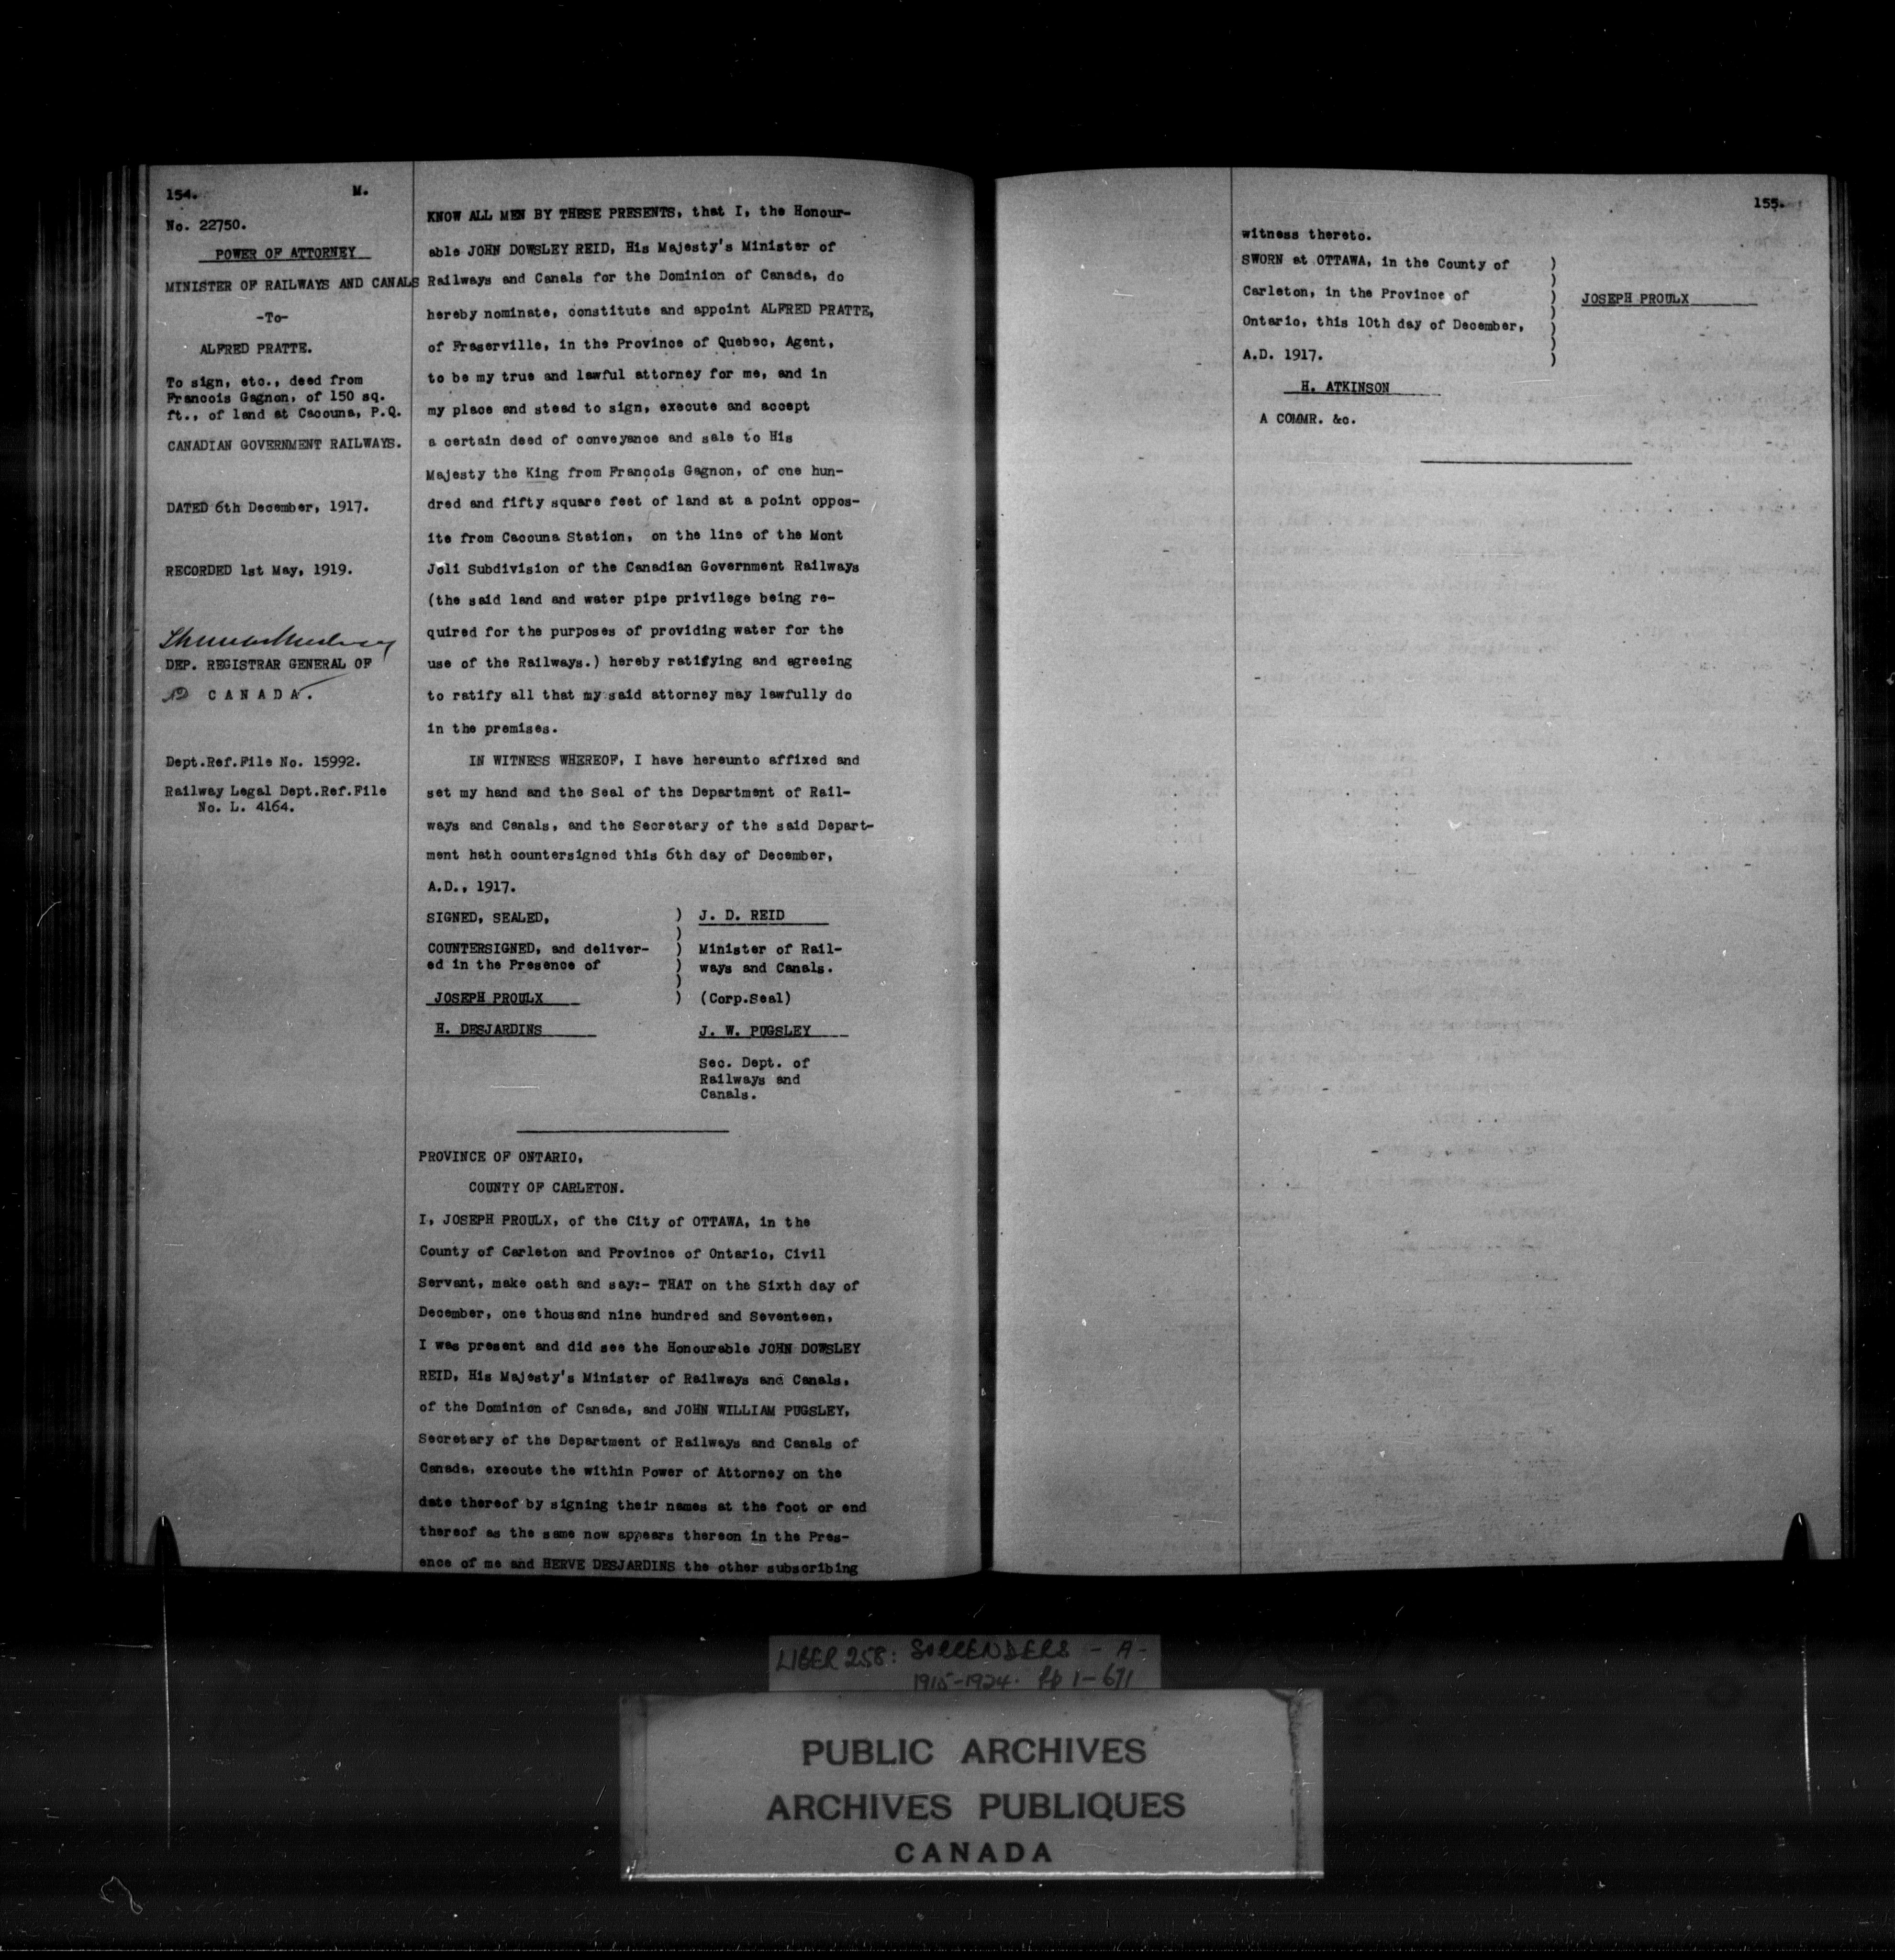 154.
M.
No. 22750.
POWER OF ATTORNEY
MINISTER OF RAILWAYS AND CANALS
-To-
ALFRED PRATTE.
To sign, etc., deed from
Francois Gagnon, of 150 sq.
ft., of land at Cacouna, P.Q.
CANADIAN GOVERNMENT RAILWAYS.
DATED 6th December, 1917.
RECORDED 1st May, 1919.
DEP. REGISTRAR GENERAL OF
CANADA.
Dept.Ref.File No. 15992.
Railway Legal Dept.Ref.File
No. L. 4164.
KNOW ALL MEN BY THESE PRESENTS, that I, the Honour-
able JOHN DOWSLEY REID, His Majesty's Minister of
Railways and Canals for the Dominion of Canada, do
hereby nominate, constitute and appoint ALFRED PRATTE,
of Fraserville, in the Province of Quebec, Agent,
to be my true and lawful attorney for me, and in
my place and stead to sign, execute and accept
a certain deed of conveyance and sale to His
Majesty the King from François Gagnon, of one hun-
dred and fifty square feet of land at a point oppos-
ite from Cacouna Station, on the line of the Mont
Joli Subdivision of the Canadian Government Railways
(the said land and water pipe privilege being re-
quired for the purposes of providing water for the
use of the Railways.) hereby ratifying and agreeing
to ratify all that my said attorney may lawfully do
in the premises.
IN WITNESS WHEREOF, I have hereunto affixed and
set my hand and the Seal of the Department of Rail-
ways and Canals, and the Secretary of the said Depart-
ment hath countersigned this 6th day of December,
A.D., 1917.
SIGNED, SEALED,
COUNTERSIGNED, and deliver-
ed in the Presence of
JOSEPH PROULX
H. DESJARDINS
) J. D. REID
)
) Minister of Rail-
) ways and Canals.
)
) (Corp.Seal)
J. W. PUGSLEY
Sec. Dept. of
Railways and
Canals.
PROVINCE OF ONTARIO,
COUNTY OF CARLETON.
I, JOSEPH PROULX, of the City of OTTAWA, in the
County of Carleton and Province of Ontario, Civil
Servant, make oath and say:- THAT on the Sixth day of
December, one thousand nine hundred and Seventeen,
I was present and did see the Honourable JOHN DOWSLEY
REID, His Majesty's Minister of Railways and Canals,
of the Dominion of Canada, and JOHN WILLIAM PUGSLEY,
Secretary of the Department of Railways and Canals of
Canada, execute the within Power of Attorney on the
date thereof by signing their names at the foot or end
thereof as the same now appears thereon in the Pres-
ence of me and HERVE DESJARDINS the other subscribing
155.
witness thereto.
SWORN at OTTAWA, in the County of )
)
Carleton, in the Province of ) JOSEPH PROULX
)
Ontario, this 10th day of December, )
)
A.D. 1917. )
H. ATKINSON
A COMMR. &c.
LIBER 258: SURRENDERS - A -
1915-1924. pp 1-671
PUBLIC ARCHIVES
ARCHIVES PUBLIQUES
CANADA